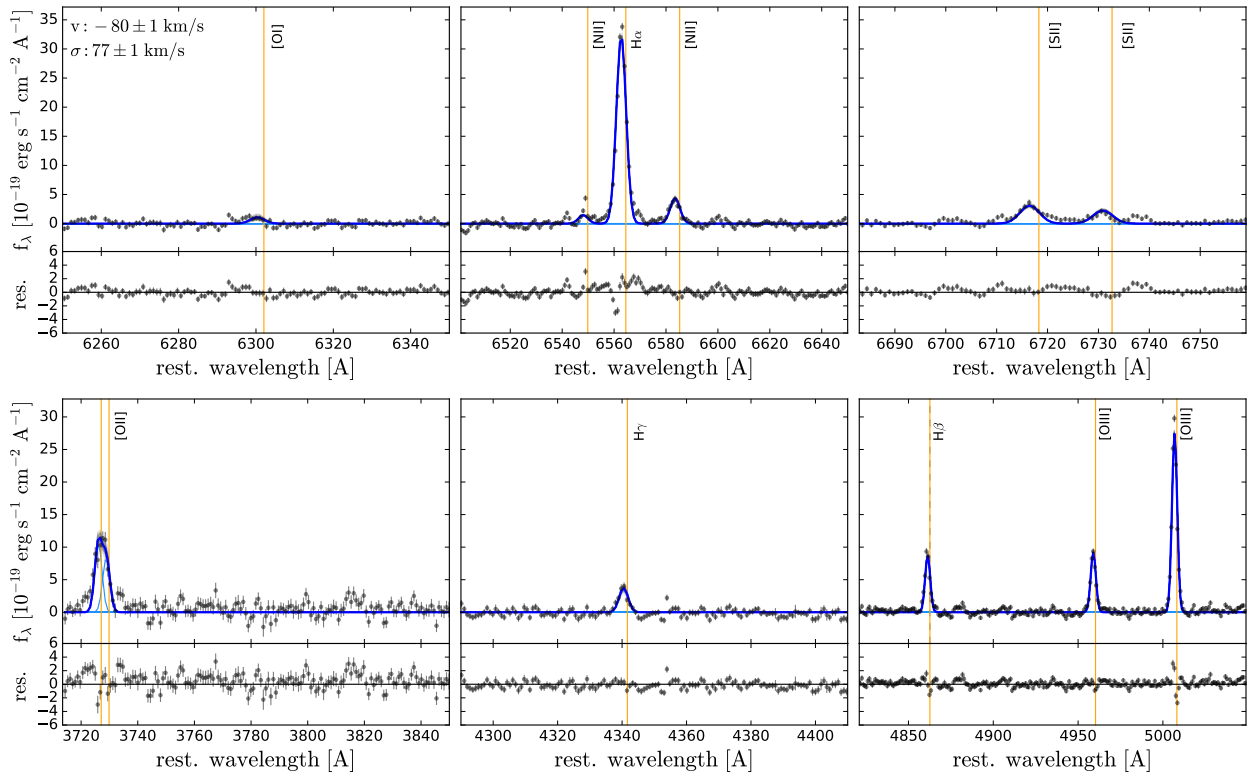 v: −80±1 km/s
σ: 77±1 km/s
[OI]
[NII]
Hα
[NII]
[SII]
[SII]
35
30
25
20
15
10
5
0
f_λ [10⁻¹⁹ erg s⁻¹ cm⁻² A⁻¹]
6
4
2
0
−2
−4
−6
res.
6260 6280 6300 6320 6340
6520 6540 6560 6580 6600 6620 6640
6690 6700 6710 6720 6730 6740 6750
rest. wavelength [A]
rest. wavelength [A]
rest. wavelength [A]
[OII]
Hγ
Hβ
[OIII]
[OIII]
30
25
20
15
10
5
0
f_λ [10⁻¹⁹ erg s⁻¹ cm⁻² A⁻¹]
6
4
2
0
−2
−4
−6
res.
3720 3740 3760 3780 3800 3820 3840
4300 4320 4340 4360 4380 4400
4850 4900 4950 5000
rest. wavelength [A]
rest. wavelength [A]
rest. wavelength [A]